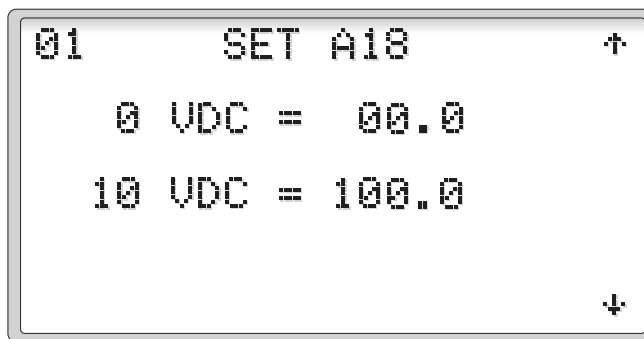 01 SET A18 ↑
0 VDC = 00.0
10 VDC = 100.0
↓